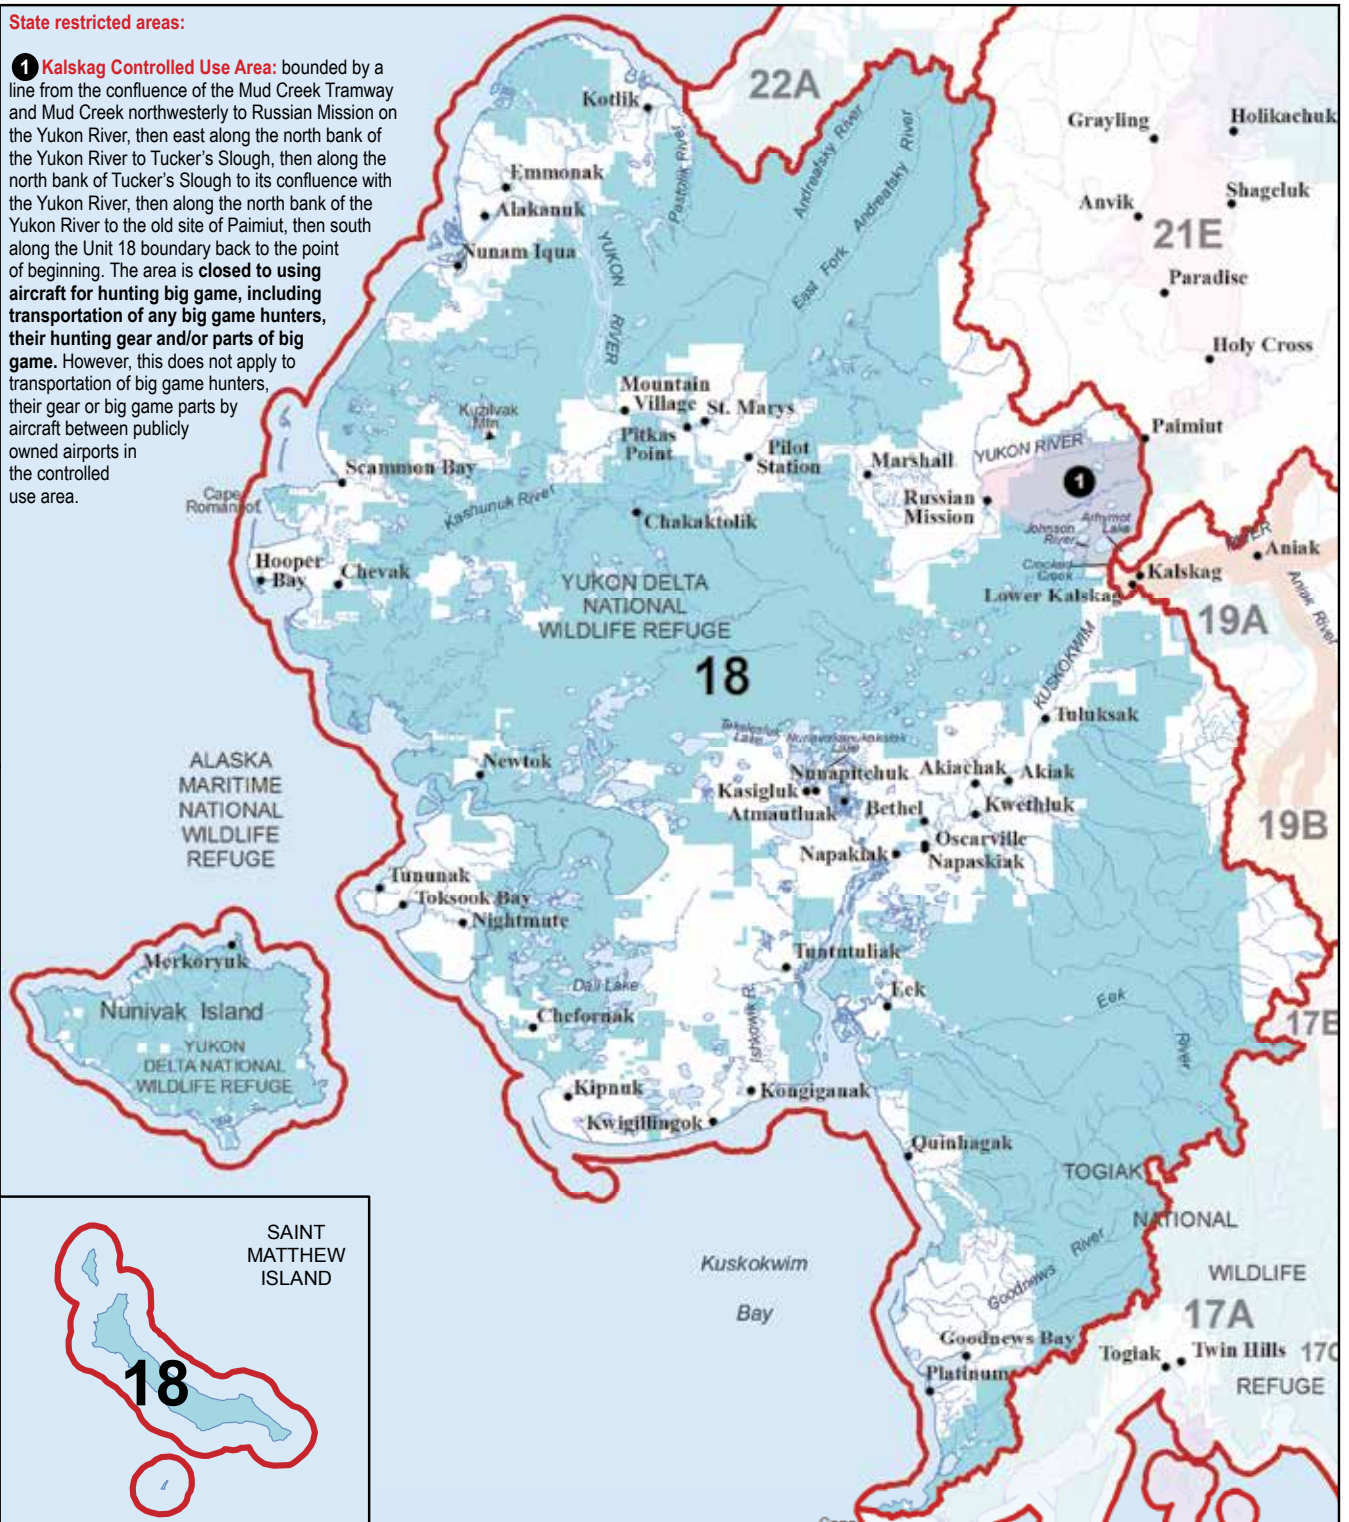 State restricted areas:
1 Kalskag Controlled Use Area: bounded by a
line from the confluence of the Mud Creek Tramway
and Mud Creek northwesterly to Russian Mission on
the Yukon River, then east along the north bank of
the Yukon River to Tucker's Slough, then along the
north bank of Tucker's Slough to its confluence with
the Yukon River, then along the north bank of the
Yukon River to the old site of Paimiut, then south
along the Unit 18 boundary back to the point
of beginning. The area is closed to using
aircraft for hunting big game, including
transportation of any big game hunters,
their hunting gear and/or parts of big
game. However, this does not apply to
transportation of big game hunters,
their gear or big game parts by
aircraft between publicly
owned airports in
the controlled
use area.
22A
Kotlik
Pastolik River
Andreafsky River
East Fork Andreafsky River
Grayling
Holikachuk
Anvik
Shageluk
21E
Paradise
Holy Cross
Emmonak
Alakanuk
Nunam Iqua
YUKON RIVER
Mountain
Village
St. Marys
Pitkas
Point
Pilot
Station
Kuzilvak
Mtn
Scammon Bay
Cape
Romanzof
Kashunuk River
Chakaktolik
Marshall
YUKON RIVER
Paimiut
1
Russian
Mission
Johnson
River
Arhymot
Lake
Crooked
Creek
RIVER
Aniak
Aniak River
Kalskag
Lower Kalskag
19A
Hooper
Bay
Chevak
YUKON DELTA
NATIONAL
WILDLIFE REFUGE
18
KUSKOKWIM
Tuluksak
Lake
Lake
Newtok
Nunapitchuk
Akiachak
Akiak
Kasigluk
Atmautluak
Bethel
Kwethluk
Oscarville
Napakiak
Napaskiak
19B
ALASKA
MARITIME
NATIONAL
WILDLIFE
REFUGE
Tununak
Toksook Bay
Nightmute
Tuntutuliak
Dall Lake
Eek
Eek
River
17B
Chefornak
Ishkowik R.
Kipnuk
Kongiganak
Kwigillingok
Merkoryuk
Nunivak Island
YUKON
DELTA NATIONAL
WILDLIFE REFUGE
Quinhagak
TOGIAK
NATIONAL
WILDLIFE
REFUGE
Goodnews River
17A
Goodnews Bay
Platinum
Togiak
Twin Hills
17C
Kuskokwim
Bay
SAINT
MATTHEW
ISLAND
18